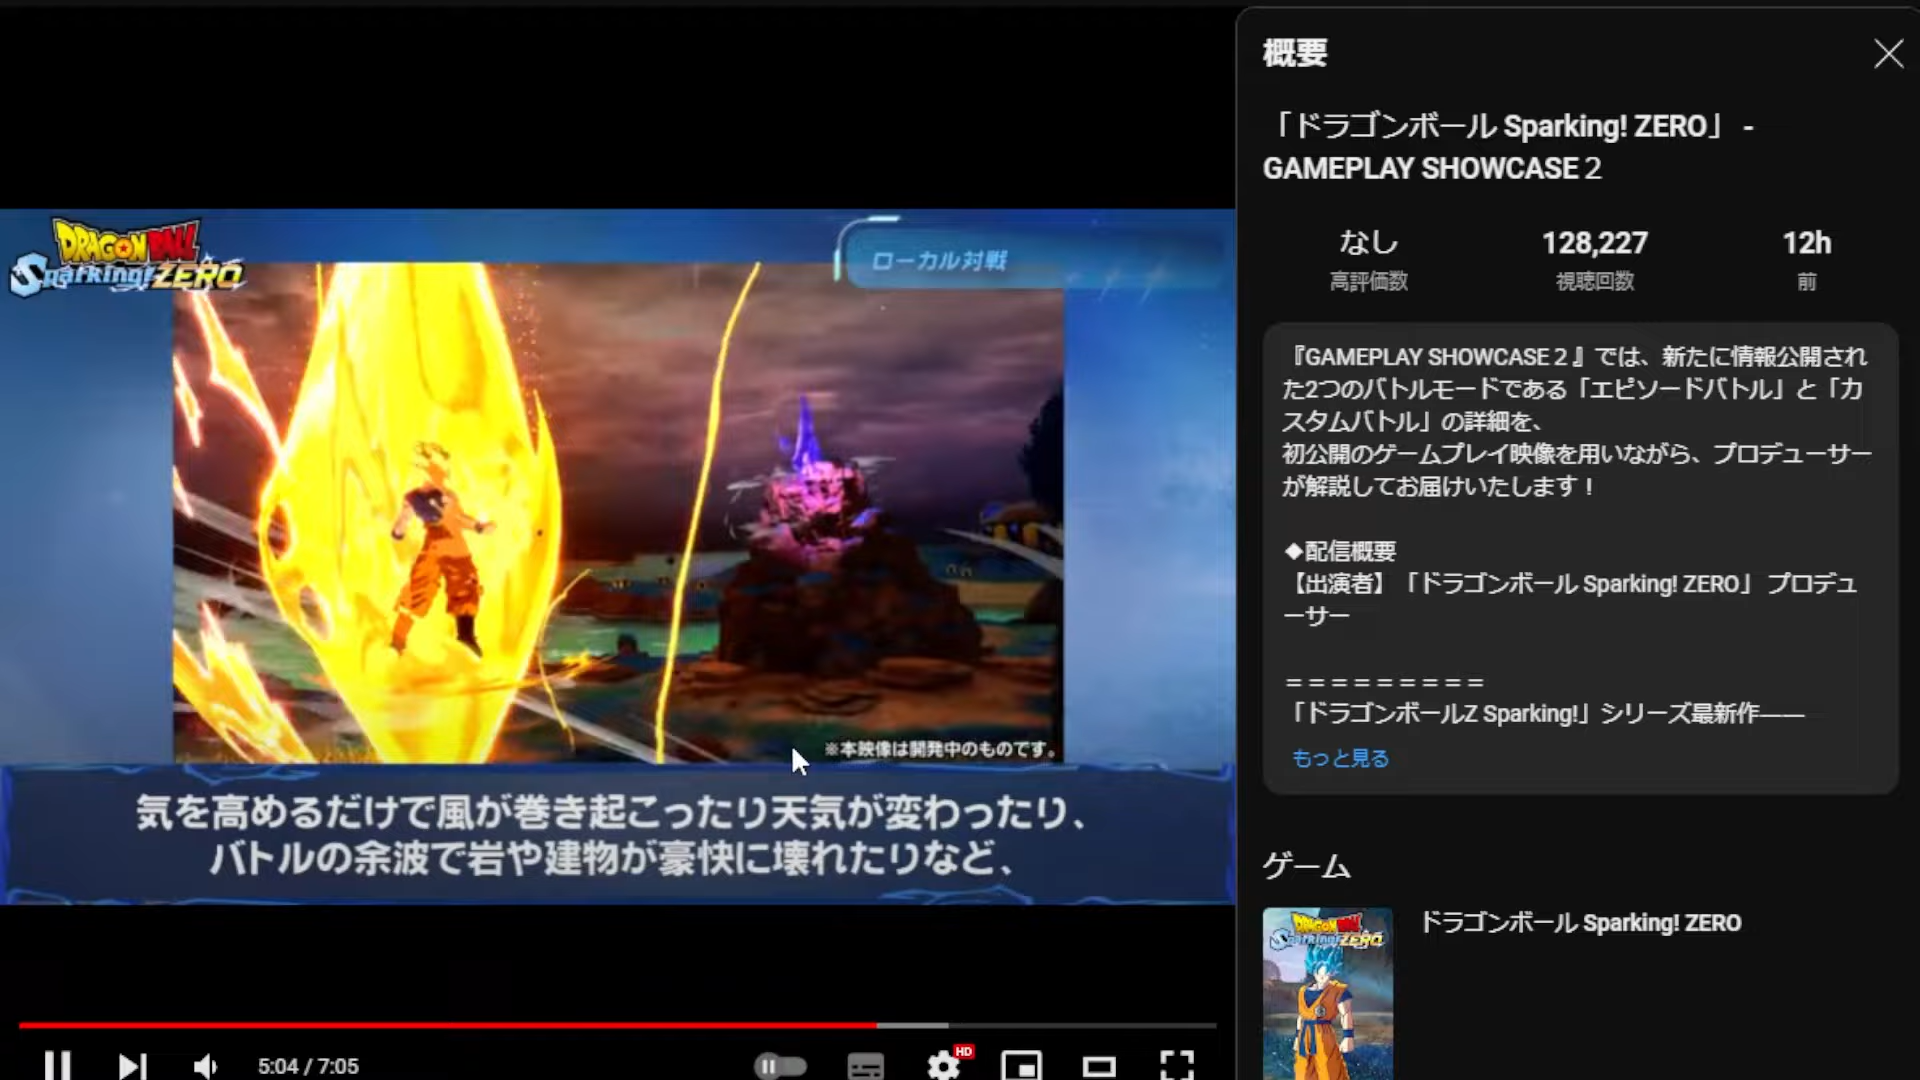 DRAGON BALL
Sparking! ZERO
ローカル対戦
※本映像は開発中のものです。
気を高めるだけで風が巻き起こったり天気が変わったり、
バトルの余波で岩や建物が豪快に壊れたりなど、
5:04 / 7:05
HD
概要
「ドラゴンボール Sparking! ZERO」 -
GAMEPLAY SHOWCASE２
なし
128,227
12h
高評価数
視聴回数
前
『GAMEPLAY SHOWCASE２』では、新たに情報公開され
た2つのバトルモードである「エピソードバトル」と「カ
スタムバトル」の詳細を、
初公開のゲームプレイ映像を用いながら、プロデューサー
が解説してお届けいたします！
◆配信概要
【出演者】「ドラゴンボール Sparking! ZERO」 プロデュ
ーサー
＝＝＝＝＝＝＝＝＝
「ドラゴンボールZ Sparking!」シリーズ最新作――
もっと見る
ゲーム
DRAGON BALL
Sparking! ZERO
ドラゴンボール Sparking! ZERO